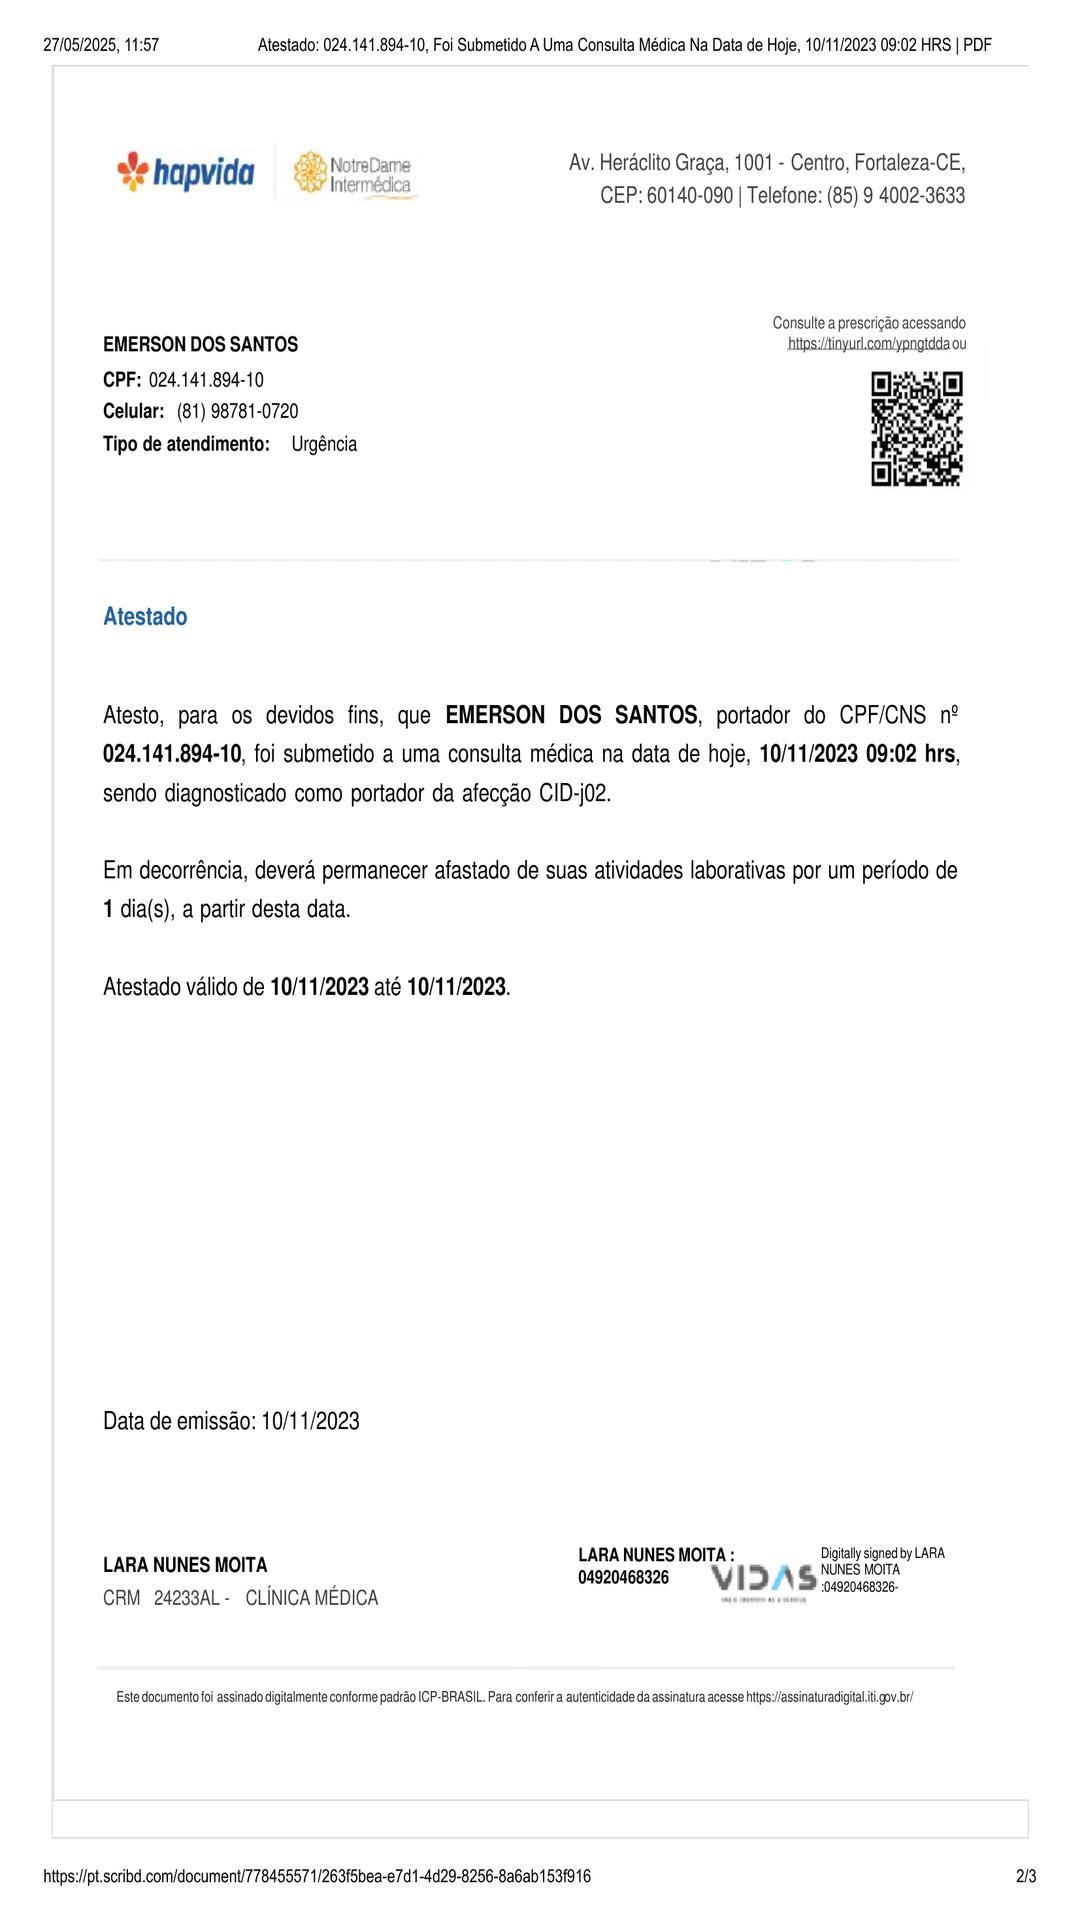 27/05/2025, 11:57 Atestado: 024.141.894-10, Foi Submetido A Uma Consulta Médica Na Data de Hoje, 10/11/2023 09:02 HRS | PDF
hapvida
NotreDame
Intermédica
Av. Heráclito Graça, 1001 - Centro, Fortaleza-CE,
CEP: 60140-090 | Telefone: (85) 9 4002-3633
Consulte a prescrição acessando
https://tinyurl.com/ypngtdda ou
EMERSON DOS SANTOS
CPF: 024.141.894-10
Celular: (81) 98781-0720
Tipo de atendimento: Urgência
Atestado
Atesto, para os devidos fins, que EMERSON DOS SANTOS, portador do CPF/CNS nº
024.141.894-10, foi submetido a uma consulta médica na data de hoje, 10/11/2023 09:02 hrs,
sendo diagnosticado como portador da afecção CID-j02.
Em decorrência, deverá permanecer afastado de suas atividades laborativas por um período de
1 dia(s), a partir desta data.
Atestado válido de 10/11/2023 até 10/11/2023.
Data de emissão: 10/11/2023
LARA NUNES MOITA
CRM 24233AL - CLÍNICA MÉDICA
LARA NUNES MOITA :
04920468326
VIDAS
Digitally signed by LARA
NUNES MOITA
:04920468326-
Este documento foi assinado digitalmente conforme padrão ICP-BRASIL. Para conferir a autenticidade da assinatura acesse https://assinaturadigital.iti.gov.br/
https://pt.scribd.com/document/778455571/263f5bea-e7d1-4d29-8256-8a6ab153f916 2/3